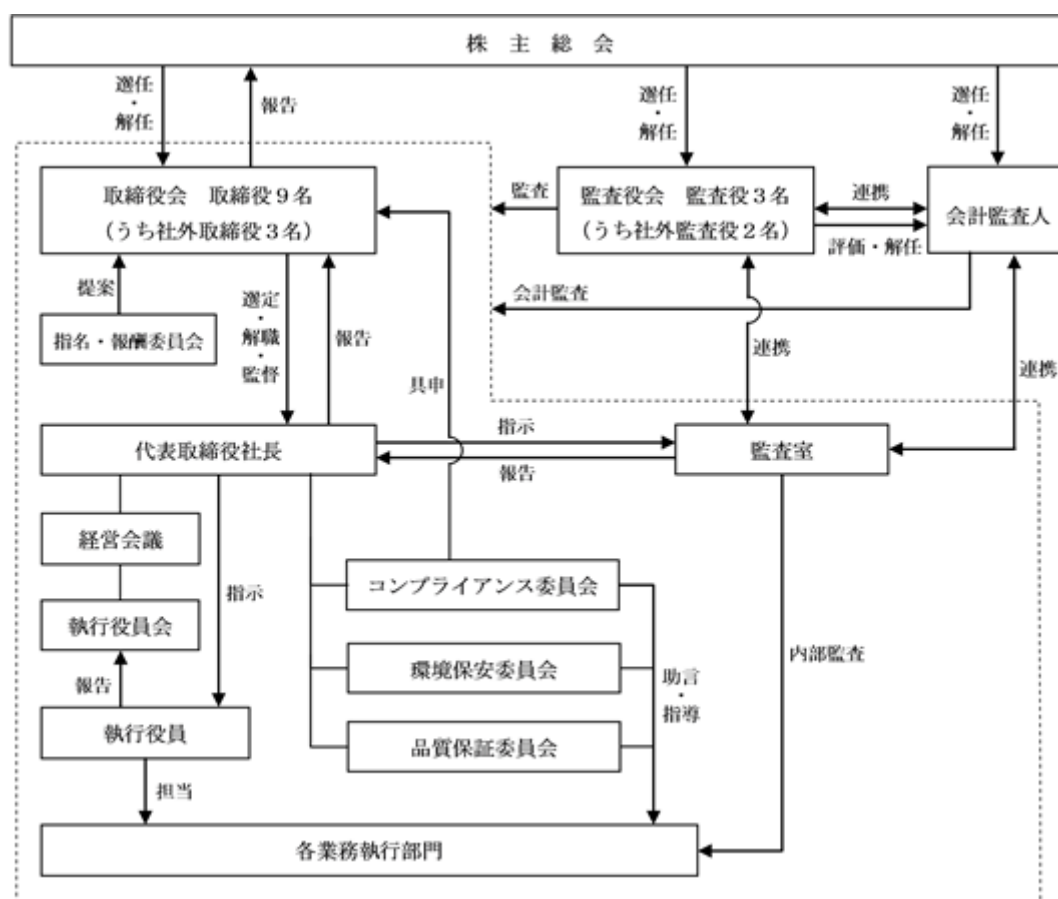 株主総会
選任・解任
報告
選任・解任
選任・解任
取締役会 取締役9名
(うち社外取締役3名)
監査
監査役会 監査役3名
(うち社外監査役2名)
連携
評価・解任
会計監査人
提案
指名・報酬委員会
選定・解職・監督
報告
会計監査
連携
連携
具申
代表取締役社長
指示
報告
監査室
経営会議
執行役員会
指示
コンプライアンス委員会
環境保安委員会
品質保証委員会
助言・指導
内部監査
報告
執行役員
担当
各業務執行部門